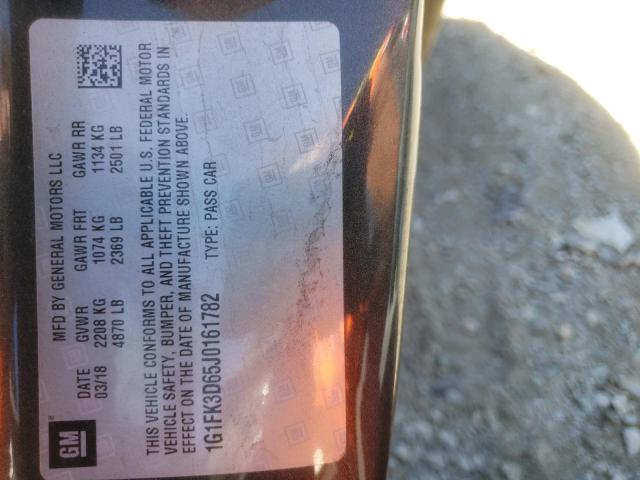 MFD BY GENERAL MOTORS LLC
DATE GVWR GAWR FRT GAWR RR
03/18 2208 KG 1074 KG 1134 KG
4870 LB 2369 LB 2501 LB
THIS VEHICLE CONFORMS TO ALL APPLICABLE U.S. FEDERAL MOTOR
VEHICLE SAFETY, BUMPER, AND THEFT PREVENTION STANDARDS IN
EFFECT ON THE DATE OF MANUFACTURE SHOWN ABOVE.
1G1FK3D65J0161782 TYPE: PASS CAR
GM